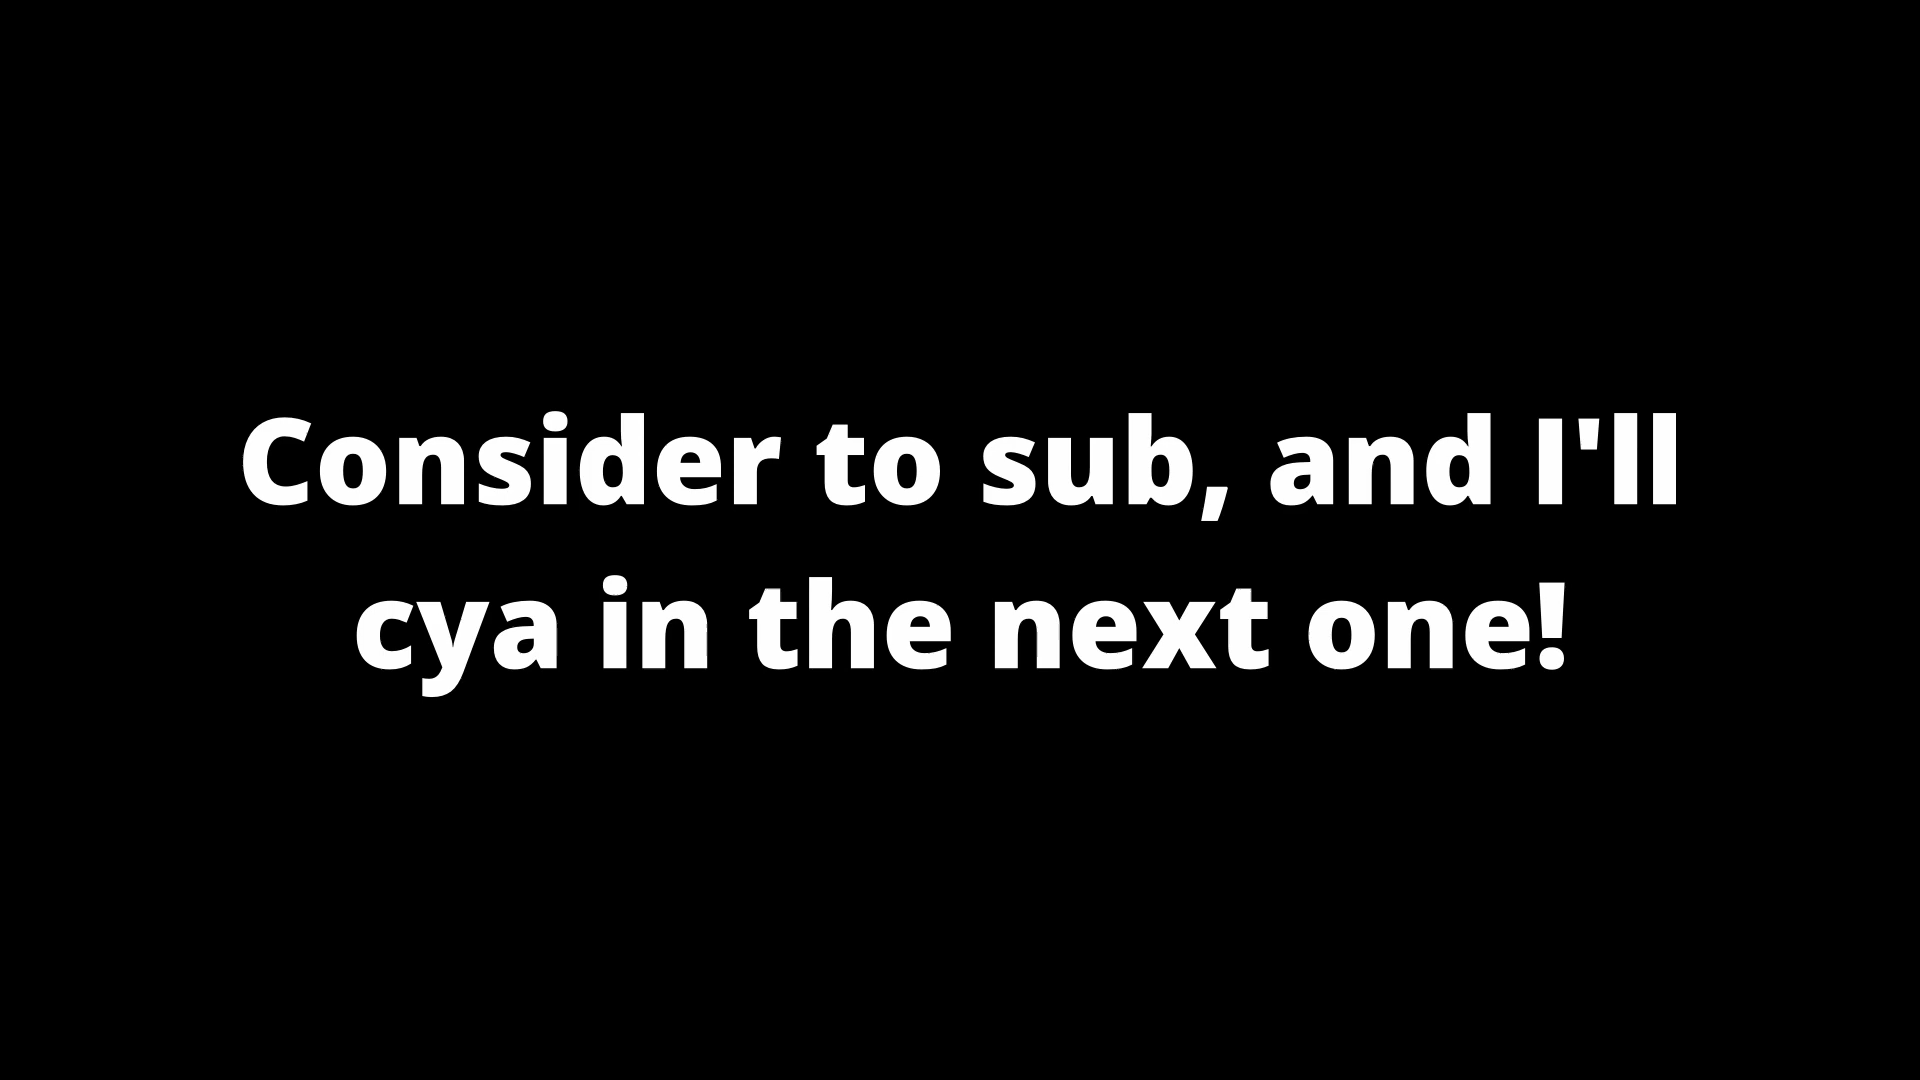 Consider to sub, and I'll
cya in the next one!